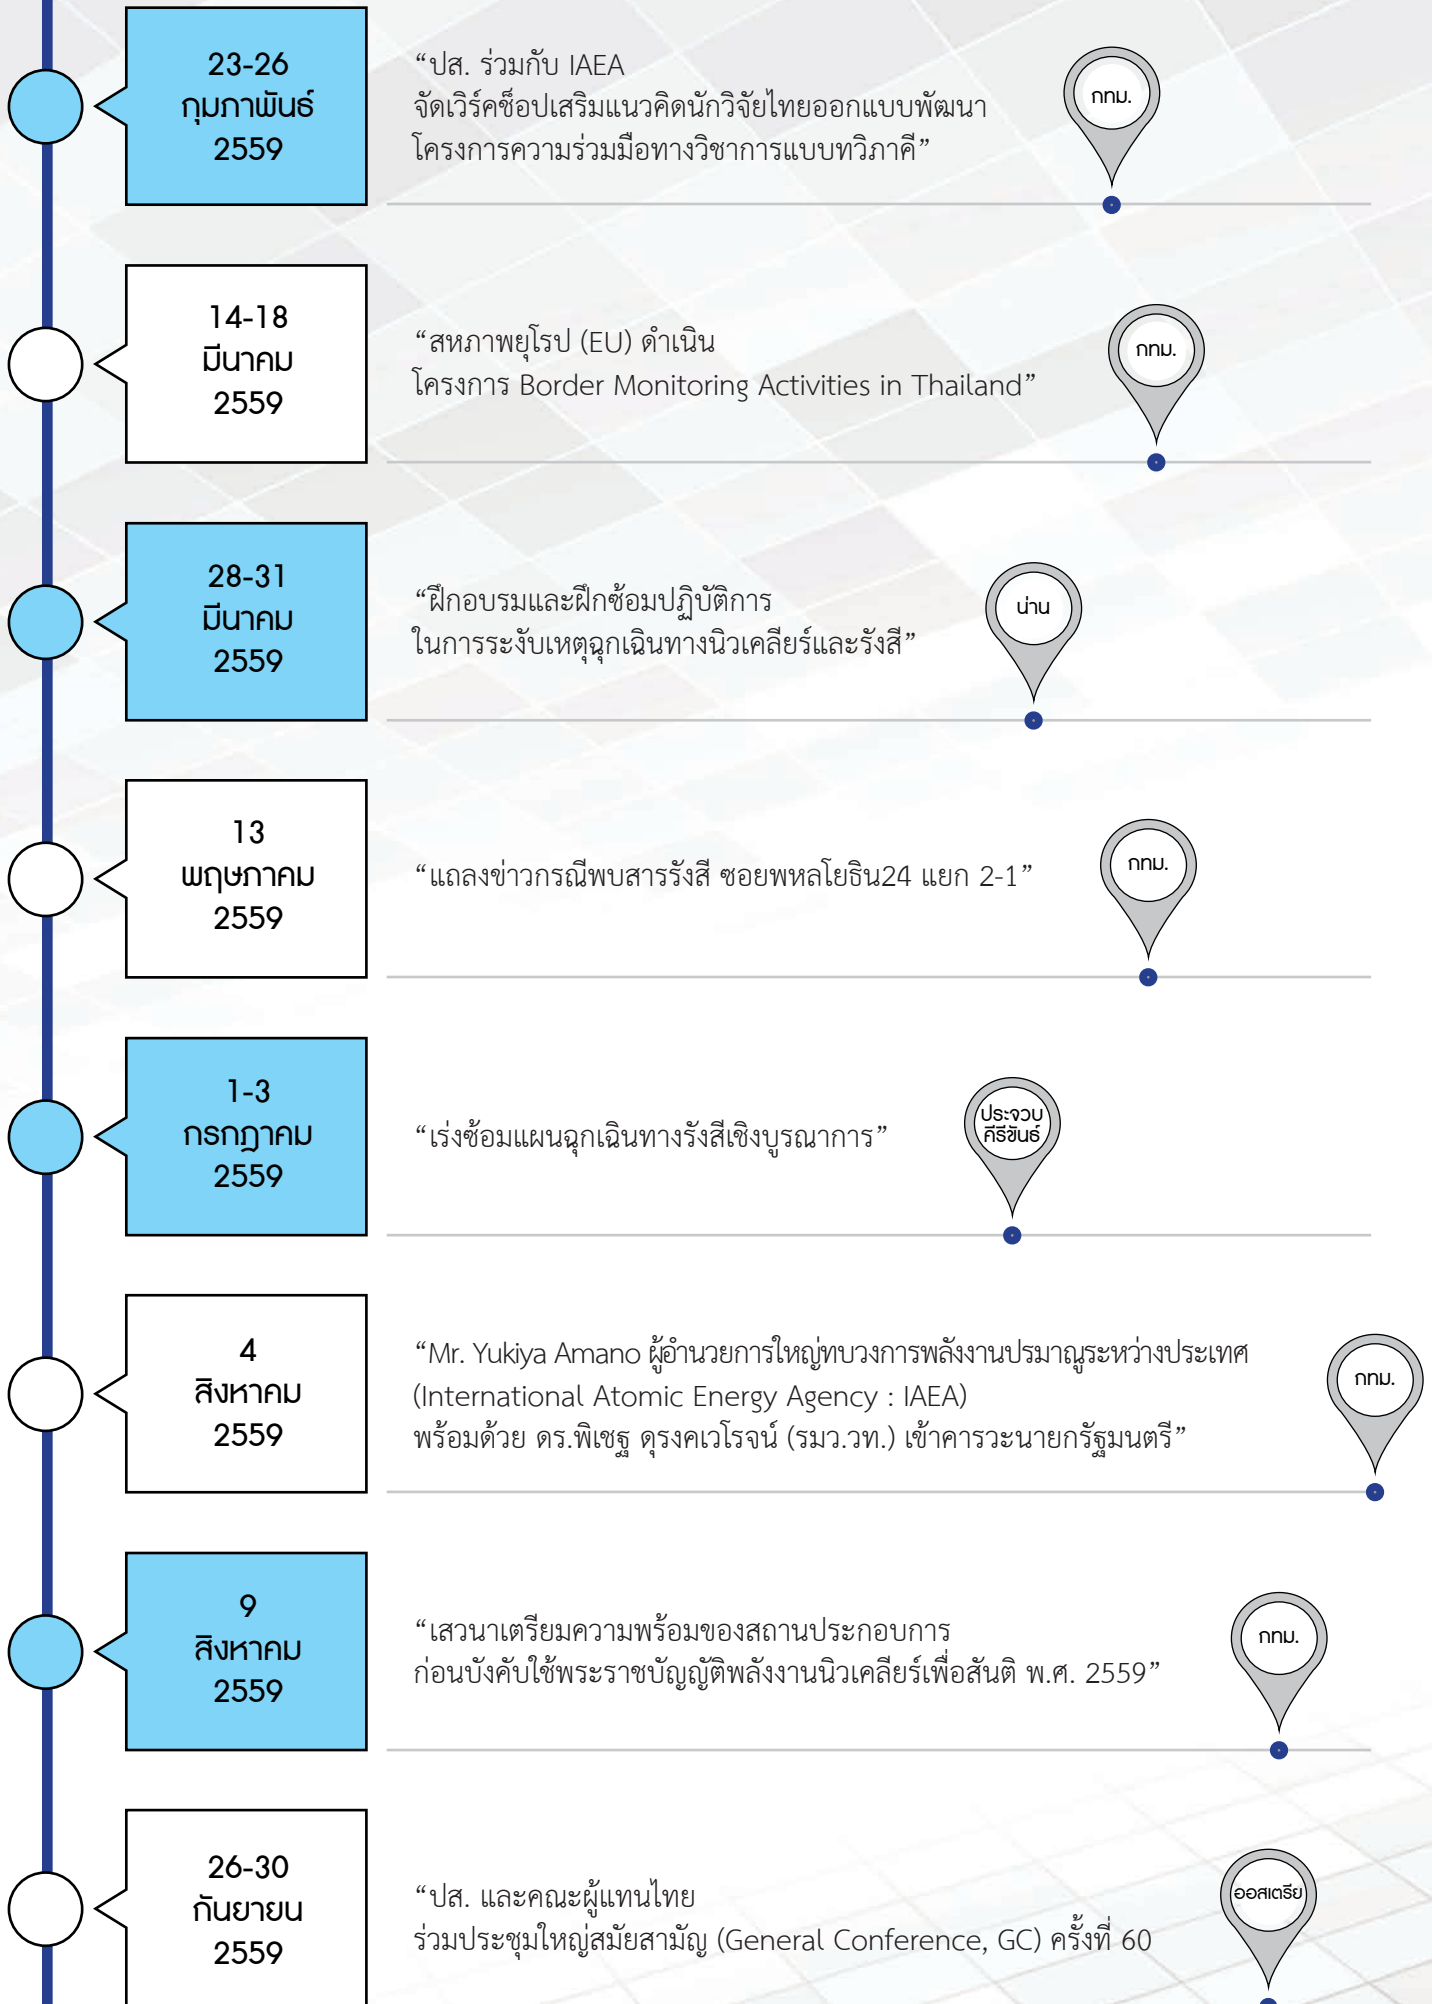 23-26
กุมภาพันธ์
2559
“ปส. ร่วมกับ IAEA
จัดเวิร์คช็อปเสริมแนวคิดนักวิจัยไทยออกแบบพัฒนา
โครงการความร่วมมือทางวิชาการแบบทวิภาคี”
กทม.
14-18
มีนาคม
2559
“สหภาพยุโรป (EU) ดำเนิน
โครงการ Border Monitoring Activities in Thailand”
กทม.
28-31
มีนาคม
2559
“ฝึกอบรมและฝึกซ้อมปฏิบัติการ
ในการระงับเหตุฉุกเฉินทางนิวเคลียร์และรังสี”
น่าน
13
พฤษภาคม
2559
“แถลงข่าวกรณีพบสารรังสี ซอยพหลโยธิน24 แยก 2-1”
กทม.
1-3
กรกฎาคม
2559
“เร่งซ้อมแผนฉุกเฉินทางรังสีเชิงบูรณาการ”
ประจวบ
คีรีขันธ์
4
สิงหาคม
2559
“Mr. Yukiya Amano ผู้อำนวยการใหญ่ทบวงการพลังงานปรมาณูระหว่างประเทศ
(International Atomic Energy Agency : IAEA)
พร้อมด้วย ดร.พิเชฐ ดุรงคเวโรจน์ (รมว.วท.) เข้าคารวะนายกรัฐมนตรี”
กทม.
9
สิงหาคม
2559
“เสวนาเตรียมความพร้อมของสถานประกอบการ
ก่อนบังคับใช้พระราชบัญญัติพลังงานนิวเคลียร์เพื่อสันติ พ.ศ. 2559”
กทม.
26-30
กันยายน
2559
“ปส. และคณะผู้แทนไทย
ร่วมประชุมใหญ่สมัยสามัญ (General Conference, GC) ครั้งที่ 60
ออสเตรีย